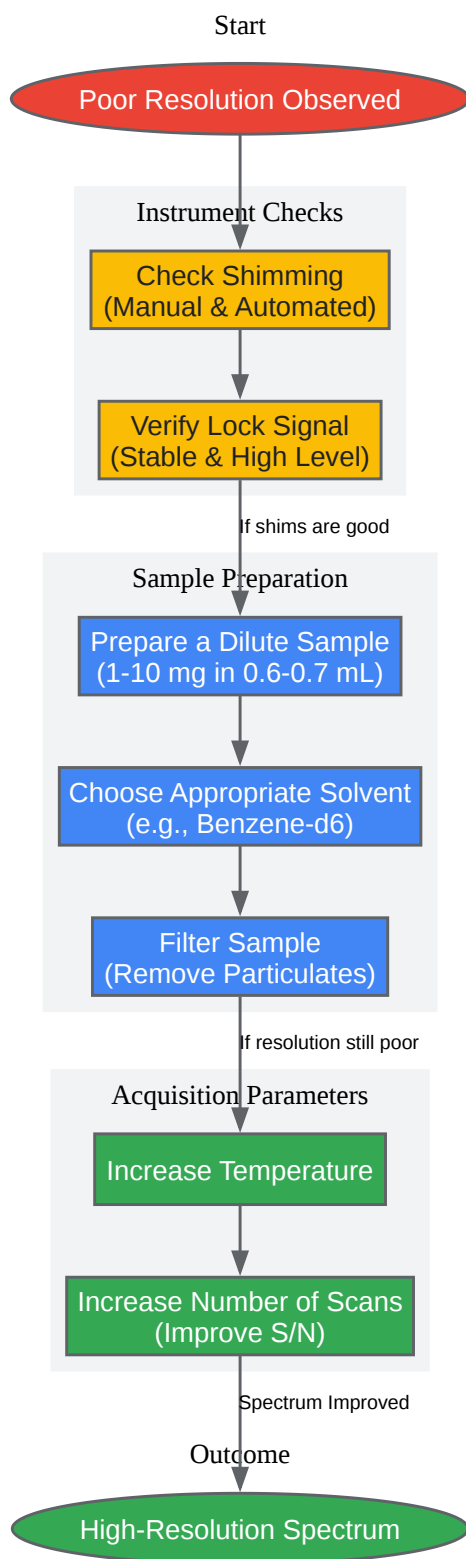 Start
Poor Resolution Observed
Instrument Checks
Check Shimming
(Manual & Automated)
Verify Lock Signal
(Stable & High Level)
If shims are good
Sample Preparation
Prepare a Dilute Sample
(1-10 mg in 0.6-0.7 mL)
Choose Appropriate Solvent
(e.g., Benzene-d6)
Filter Sample
(Remove Particulates)
If resolution still poor
Acquisition Parameters
Increase Temperature
Increase Number of Scans
(Improve S/N)
Spectrum Improved
Outcome
High-Resolution Spectrum